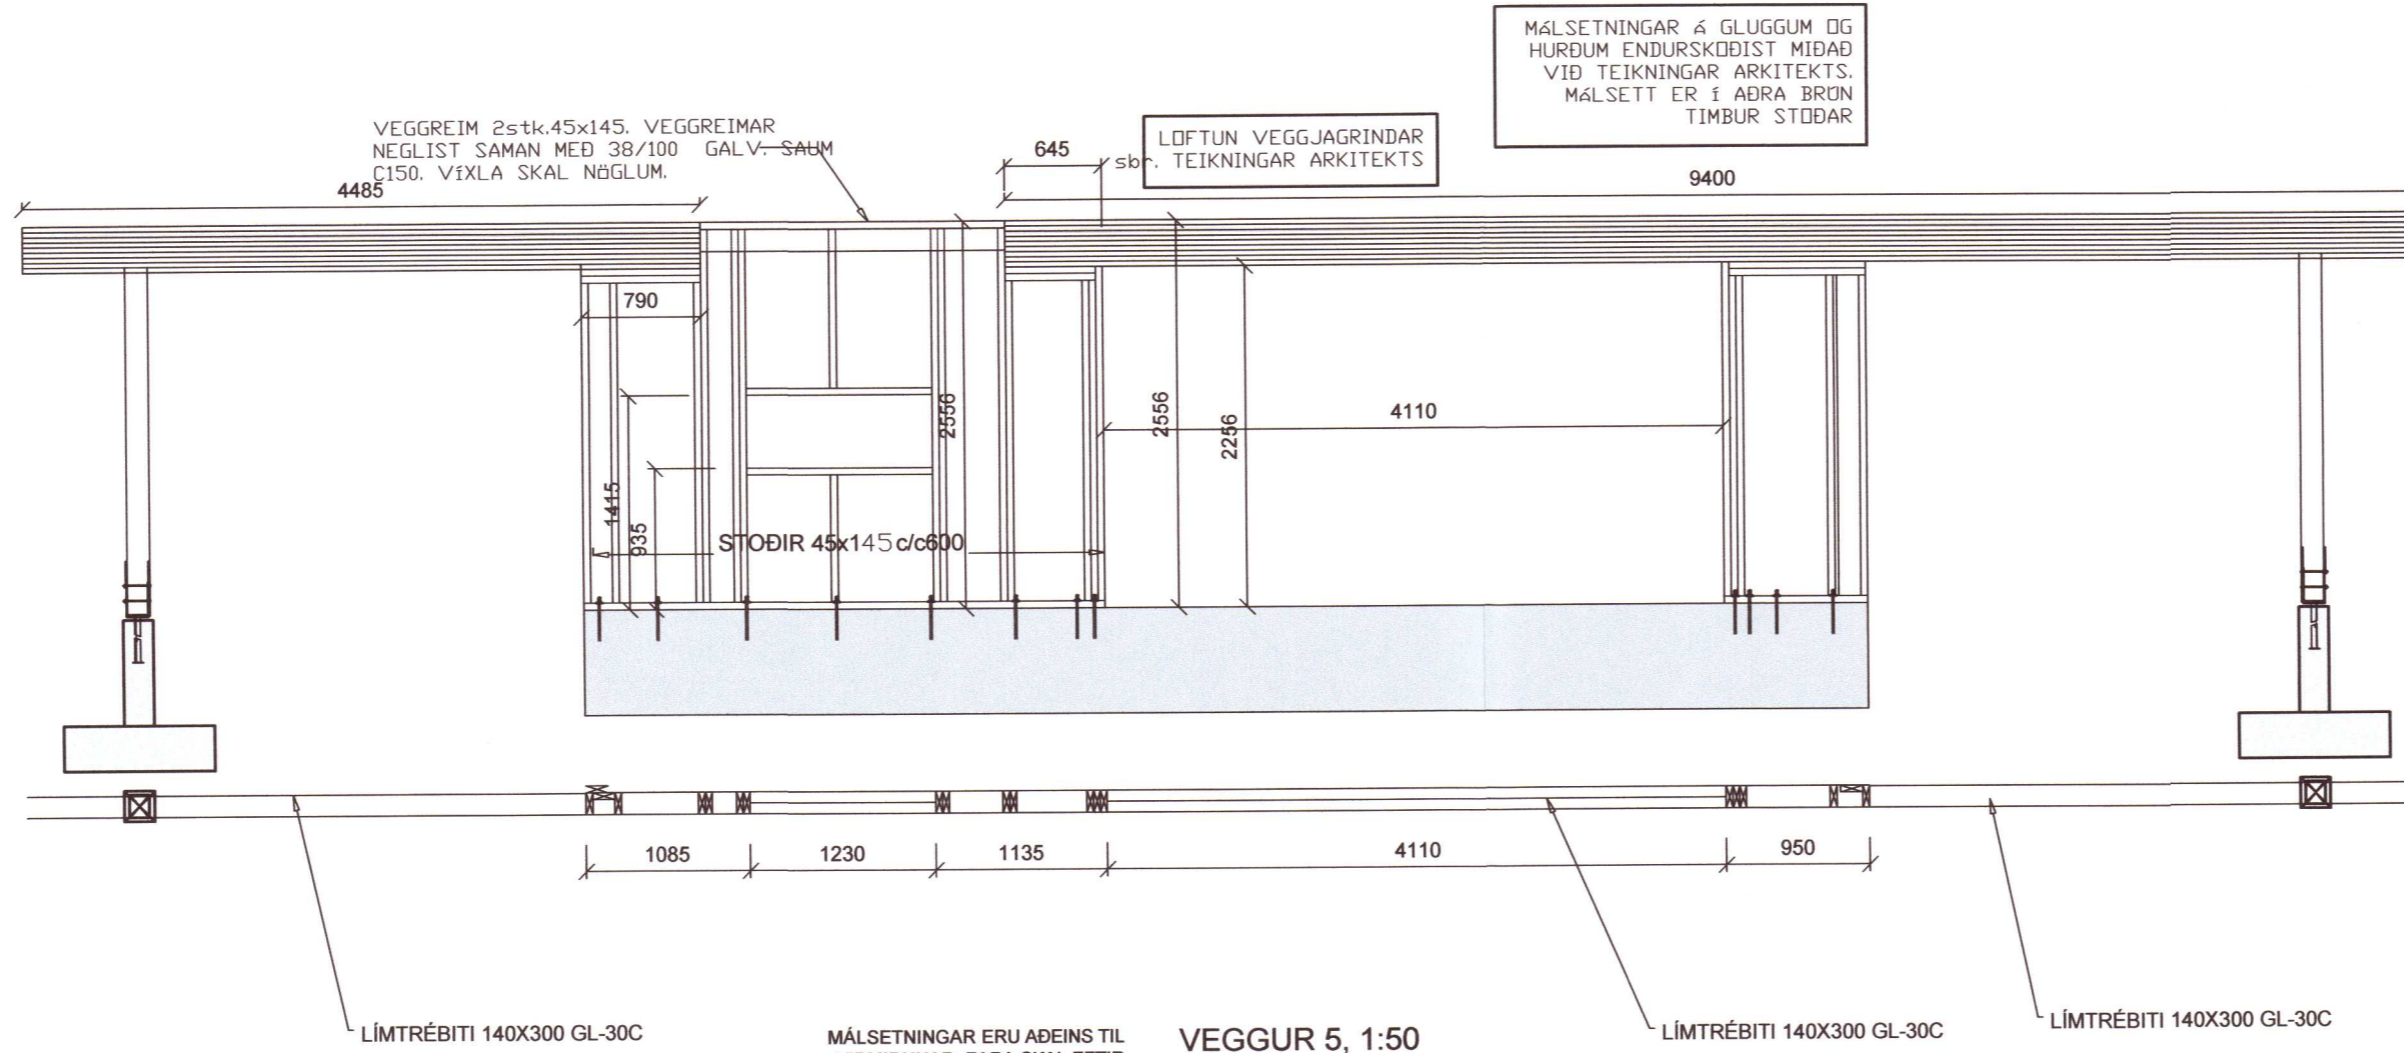 MÁLSETNINGAR Á GLUGGUM OG
HURÐUM ENDURSKOÐIST MIÐAÐ
VIÐ TEIKNINGAR ARKITEKTS.
MÁLSETT ER Í AÐRA BRÚN
TIMBUR STOÐAR
VEGGREIM 2stk.45x145. VEGGREIMAR
NEGLIST SAMAN MEÐ 38/100 GALV. SAUM
C150. VÍXLA SKAL NÖGLUM.
LOFTUN VEGGJAGRINDAR
sbr. TEIKNINGAR ARKITEKTS
645
4485
9400
790
2556
2556
2256
4110
1415
935
STOÐIR 45x145 c/c600
1085
1230
1135
4110
950
LÍMTRÉBITI 140X300 GL-30C
MÁLSETNINGAR ERU AÐEINS TIL
VEGGUR 5, 1:50
LÍMTRÉBITI 140X300 GL-30C
LÍMTRÉBITI 140X300 GL-30C